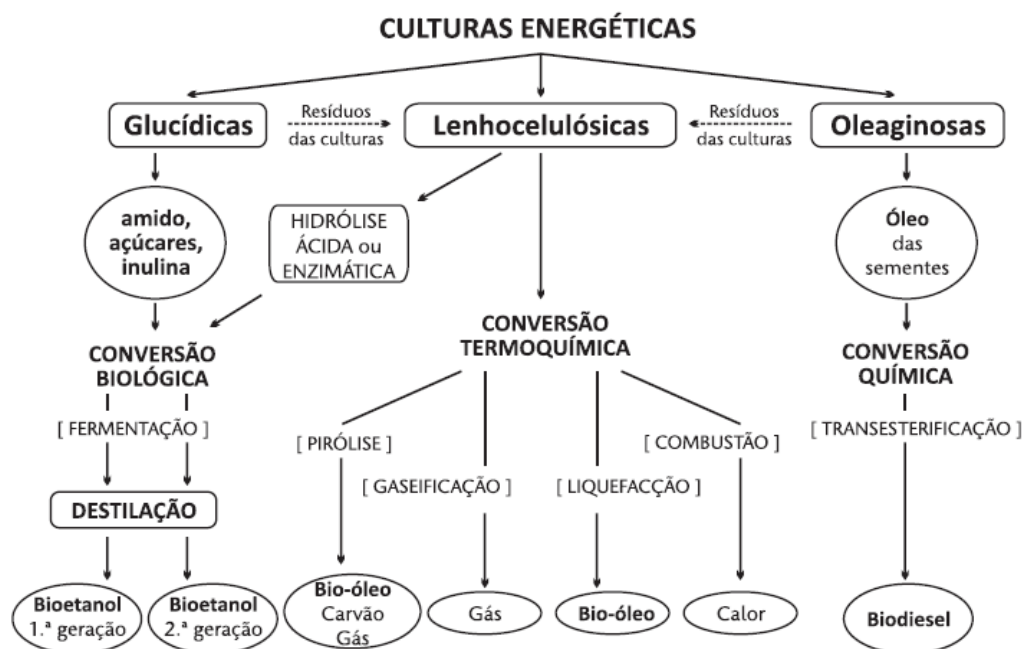 CULTURAS ENERGÉTICAS
Glucídicas
Resíduos
das culturas
Lenhocelulósicas
Resíduos
das culturas
Oleaginosas
amido,
açúcares,
inulina
HIDRÓLISE
ÁCIDA ou
ENZIMÁTICA
Óleo
das
sementes
CONVERSÃO
BIOLÓGICA
CONVERSÃO
TERMOQUÍMICA
CONVERSÃO
QUÍMICA
[ FERMENTAÇÃO ]
[ PIRÓLISE ]
[ GASEIFICAÇÃO ]
[ LIQUEFACÇÃO ]
[ COMBUSTÃO ]
[ TRANSESTERIFICAÇÃO ]
DESTILAÇÃO
Bioetanol
1.ª geração
Bioetanol
2.ª geração
Bio-óleo
Carvão
Gás
Gás
Bio-óleo
Calor
Biodiesel